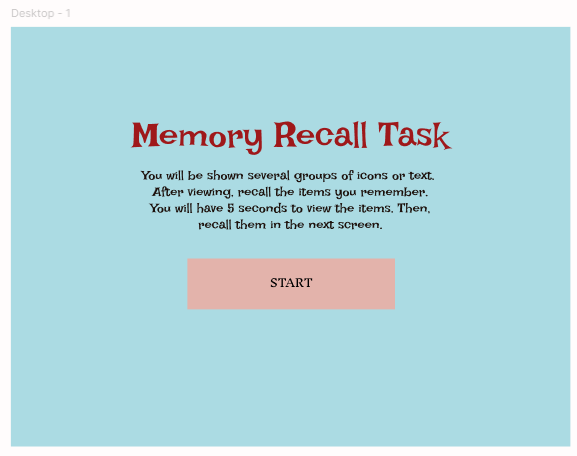 Desktop - 1
Memory Recall Task
You will be shown several groups of icons or text.
After viewing, recall the items you remember.
You will have 5 seconds to view the items. Then,
recall them in the next screen.
START